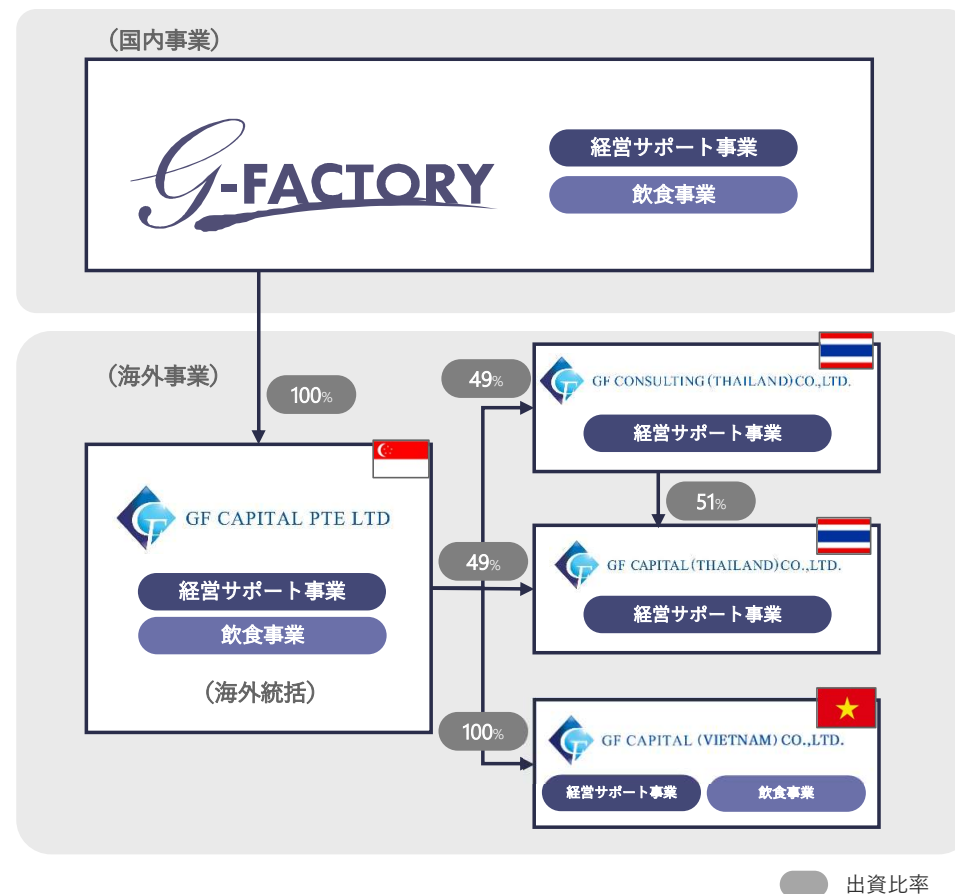 （国内事業）
G-FACTORY
経営サポート事業
飲食事業
（海外事業）
100%
GF CAPITAL PTE LTD
経営サポート事業
飲食事業
（海外統括）
49%
GF CONSULTING(THAILAND)CO.,LTD.
経営サポート事業
51%
49%
GF CAPITAL(THAILAND)CO.,LTD.
経営サポート事業
100%
GF CAPITAL (VIETNAM) CO.,LTD.
経営サポート事業 飲食事業
出資比率